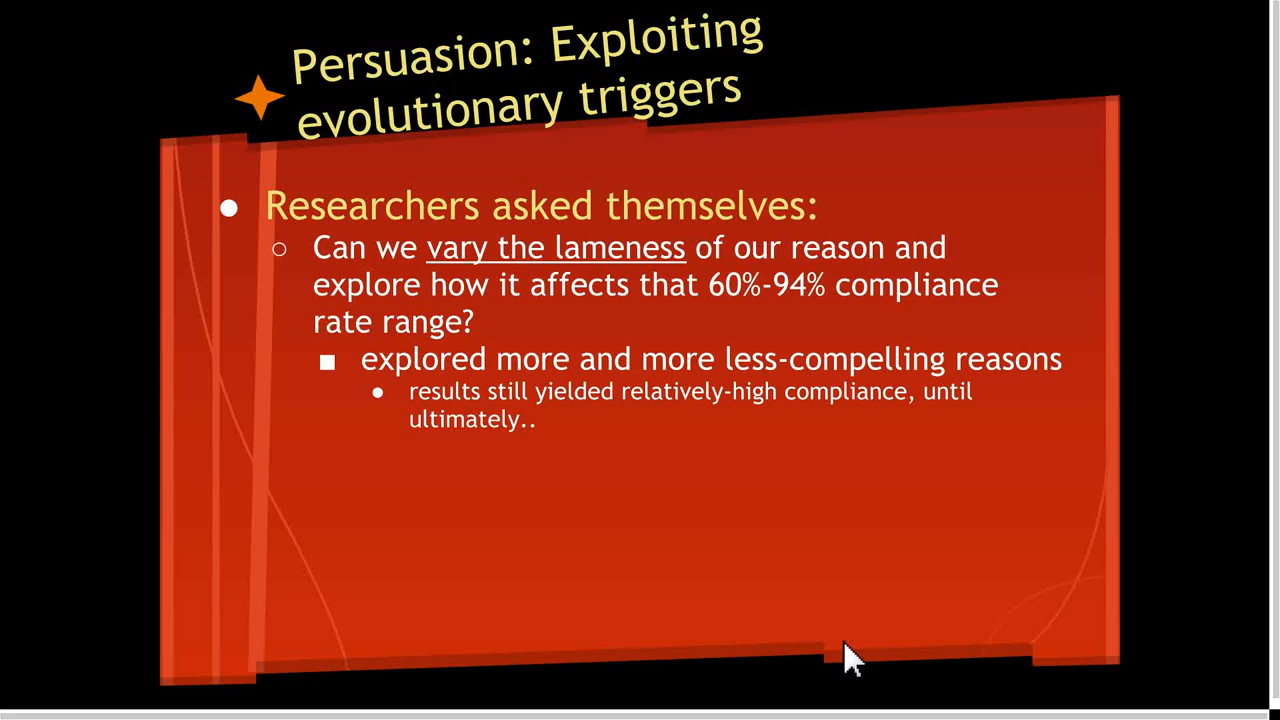 Persuasion: Exploiting
evolutionary triggers
Researchers asked themselves:
Can we vary the lameness of our reason and
explore how it affects that 60%-94% compliance
rate range?
explored more and more less-compelling reasons
results still yielded relatively-high compliance, until
ultimately..